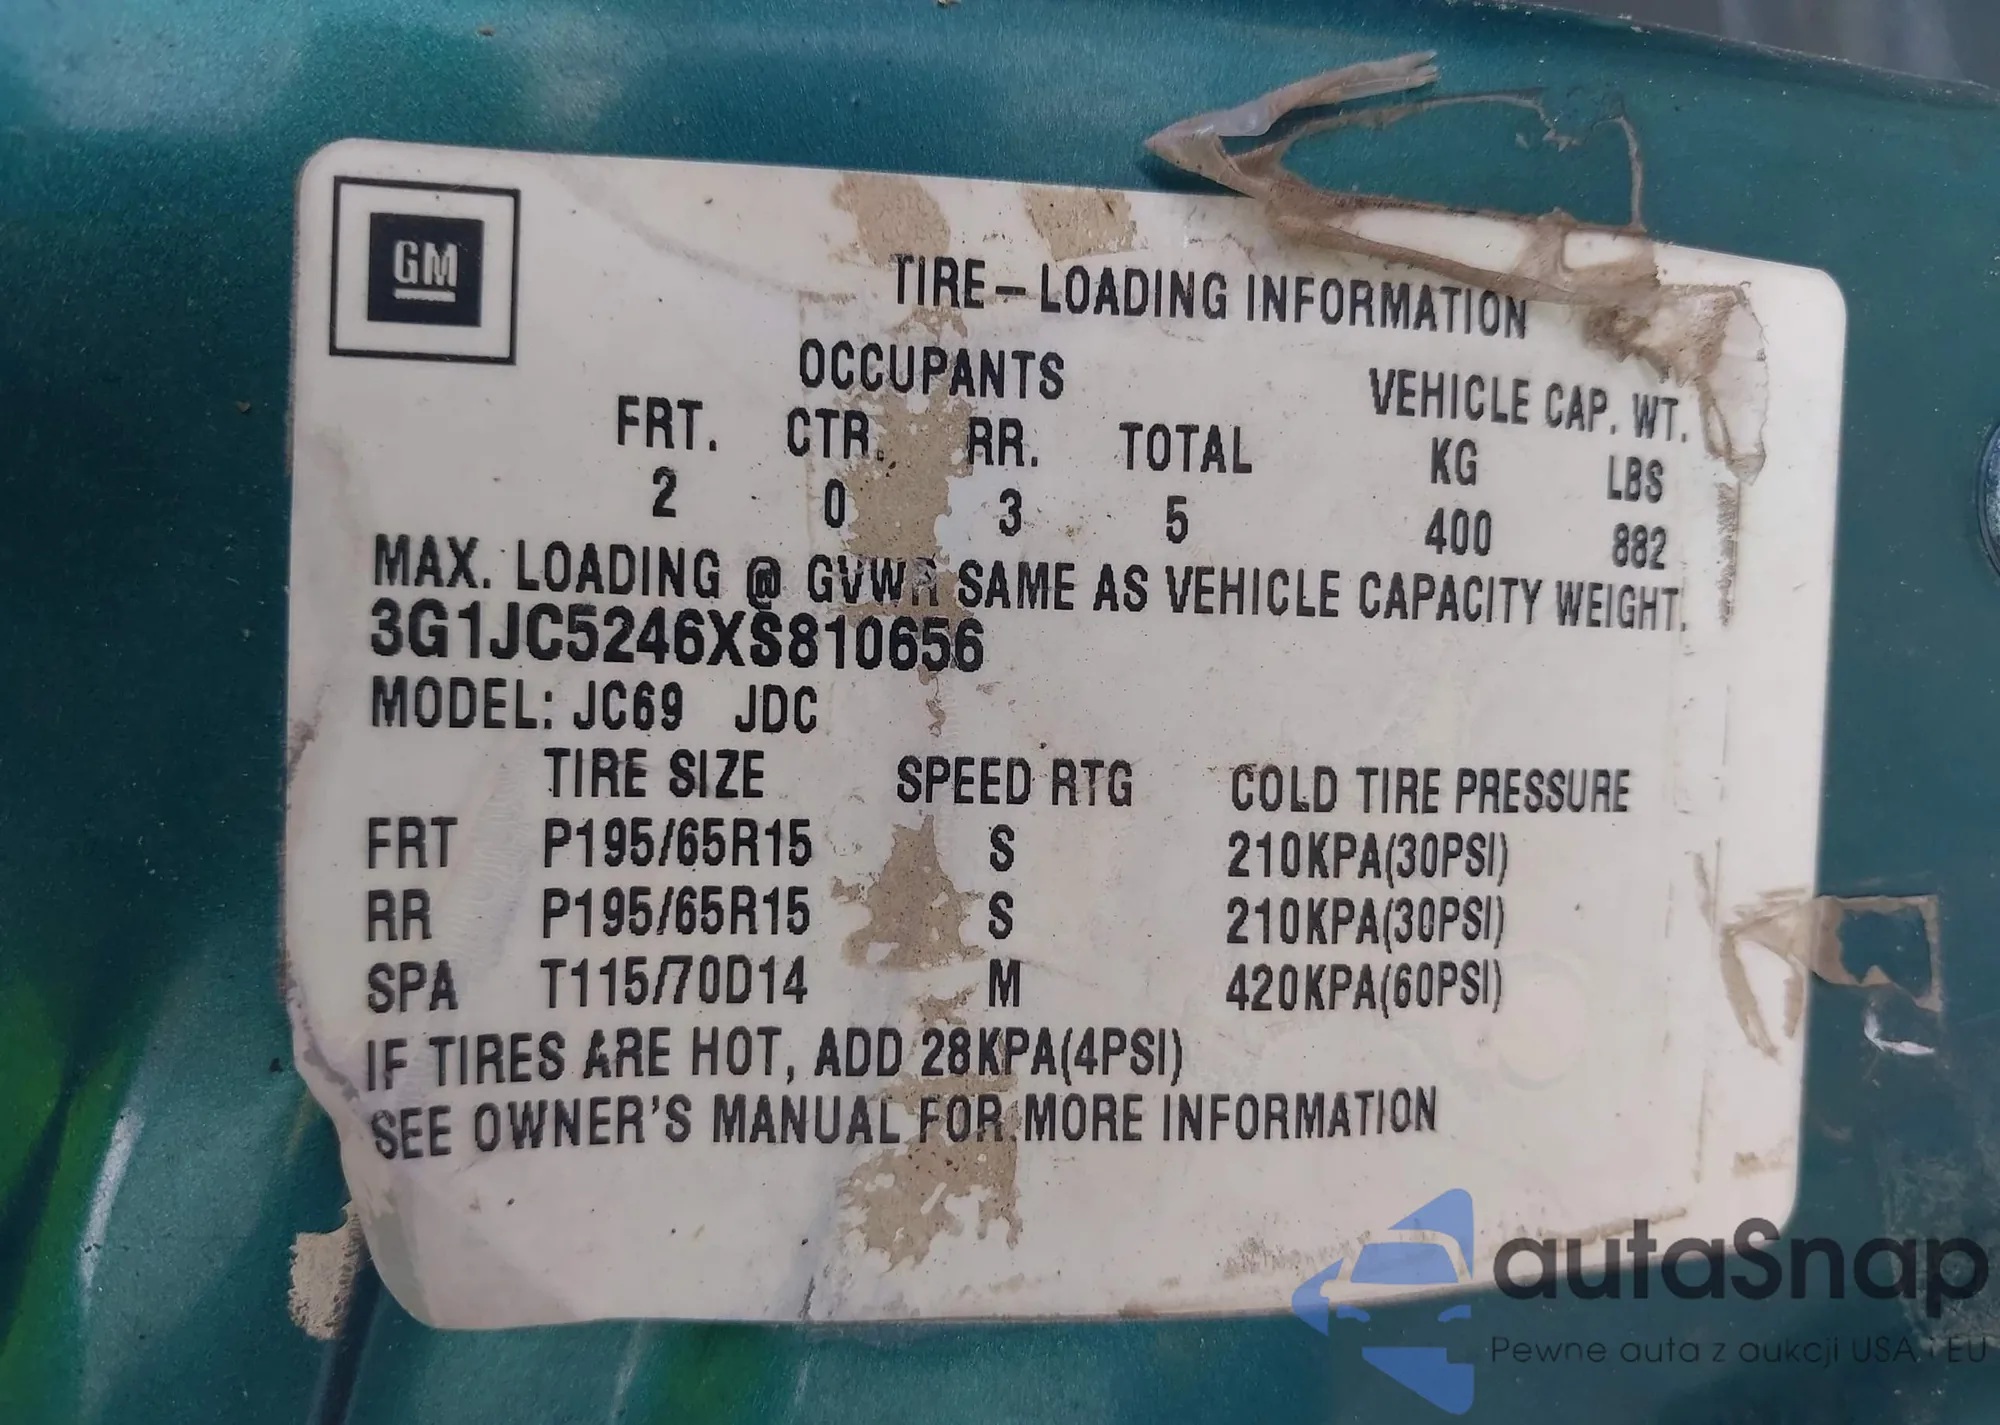 GM
TIRE-LOADING INFORMATION
OCCUPANTS VEHICLE CAP. WT.
FRT. CTR. RR. TOTAL KG LBS
2 0 3 5 400 882
MAX. LOADING @ GVWR SAME AS VEHICLE CAPACITY WEIGHT.
3G1JC5246XS810656
MODEL: JC69 JDC
TIRE SIZE SPEED RTG COLD TIRE PRESSURE
FRT P195/65R15 S 210KPA(30PSI)
RR P195/65R15 S 210KPA(30PSI)
SPA T115/70D14 M 420KPA(60PSI)
IF TIRES ARE HOT, ADD 28KPA(4PSI)
SEE OWNER'S MANUAL FOR MORE INFORMATION
autaSnap
Pewne auta z aukcji USA i EU